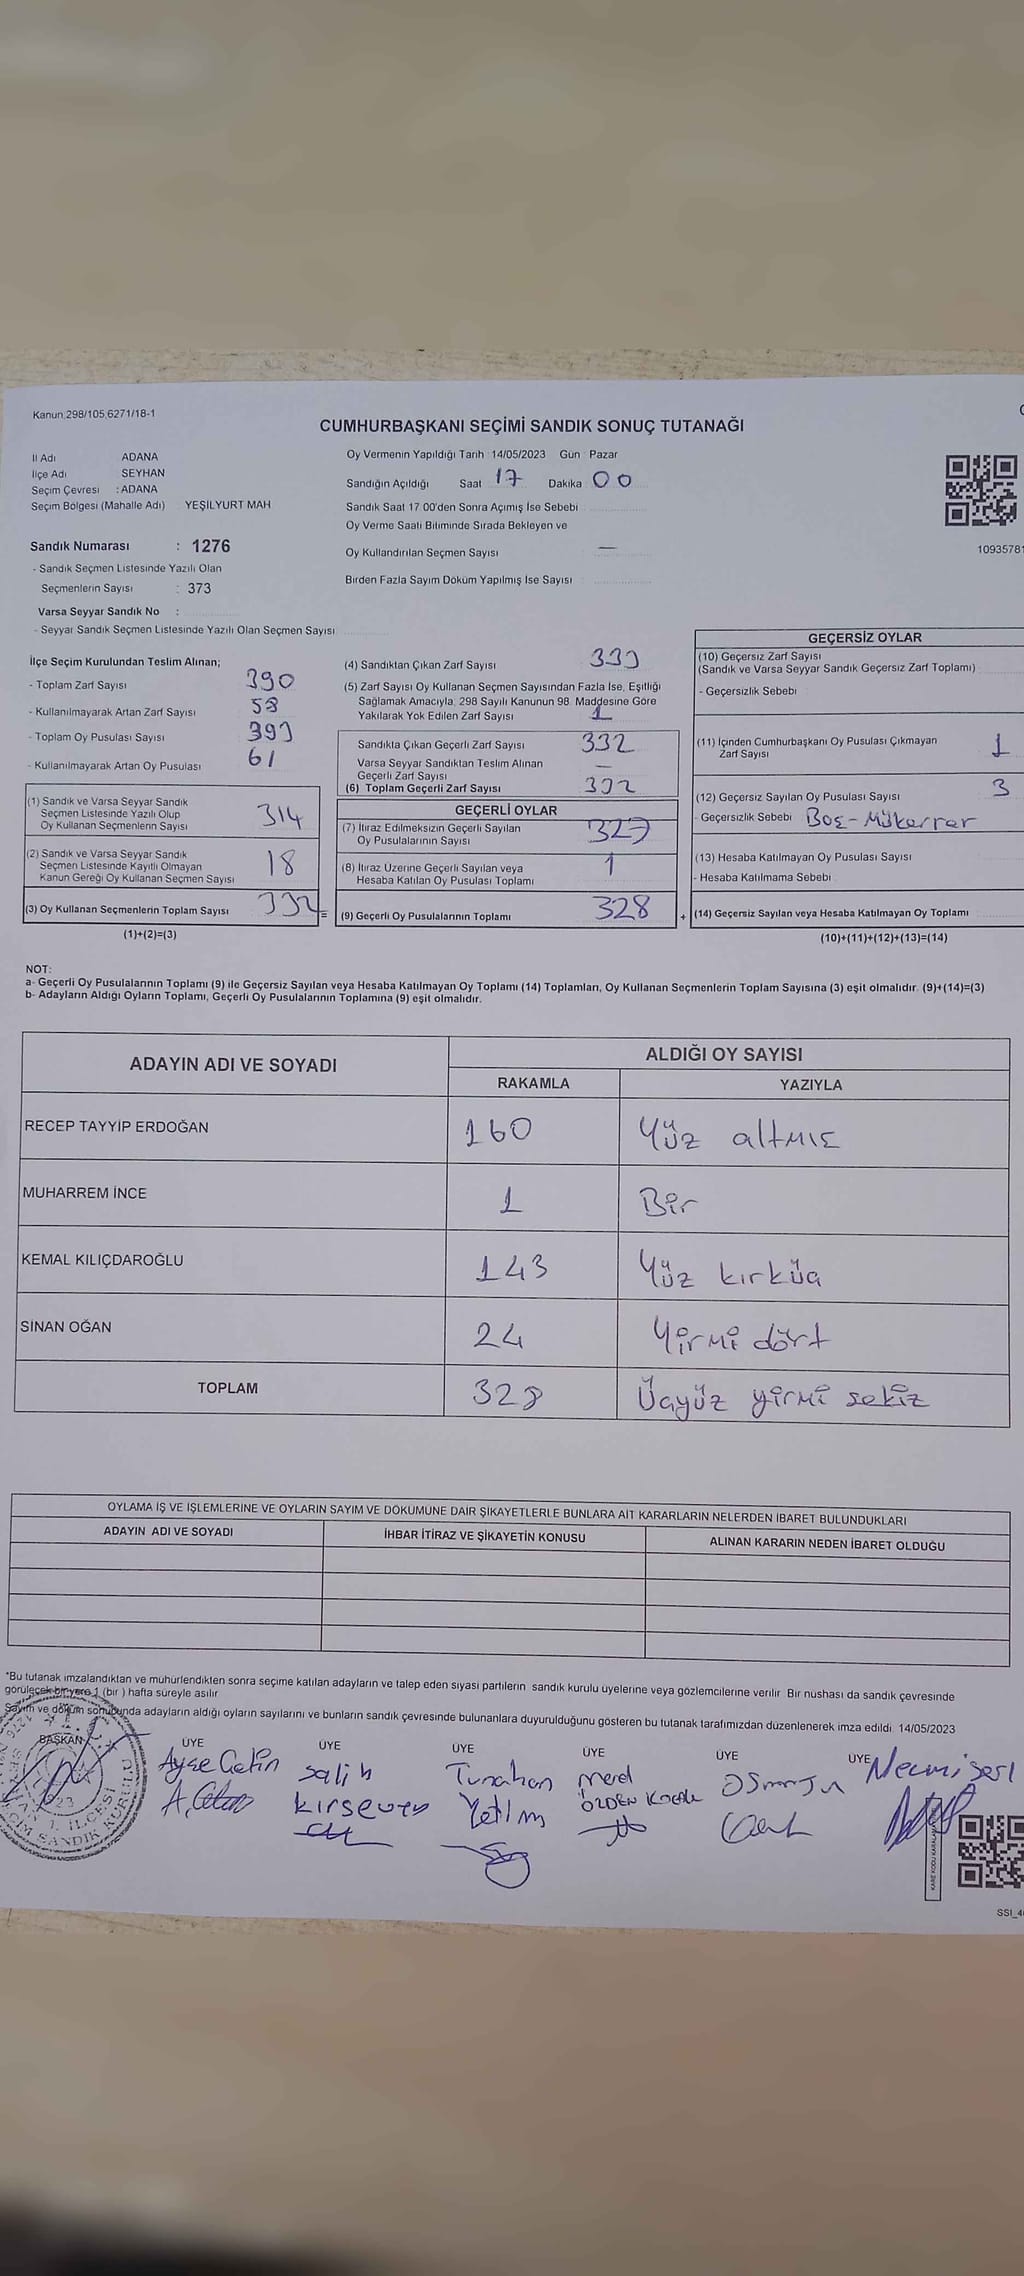 Kanun,298/105,6271/18-1
CUMHURBAŞKANI SEÇİMİ SANDIK SONUÇ TUTANAĞI
İl Adı ADANA
İlçe Adı SEYHAN
Seçim Çevresi : ADANA
Seçim Bölgesi (Mahalle Adı) YEŞİLYURT MAH
Sandık Numarası : 1276
- Sandık Seçmen Listesinde Yazılı Olan
Seçmenlerin Sayısı : 373
Varsa Seyyar Sandık No :
- Seyyar Sandık Seçmen Listesinde Yazılı Olan Seçmen Sayısı
Oy Vermenin Yapıldığı Tarih 14/05/2023 Gün Pazar
Sandığın Açıldığı Saat 17 Dakika 00
Sandık Saat 17 00'den Sonra Açımış İse Sebebi
Oy Verme Saati Bitiminde Sırada Bekleyen ve
Oy Kullandırılan Seçmen Sayısı —
Birden Fazla Sayım Döküm Yapılmış İse Sayısı
1093578
İlçe Seçim Kurulundan Teslim Alınan;
- Toplam Zarf Sayısı 390
- Kullanılmayarak Artan Zarf Sayısı 58
- Toplam Oy Pusulası Sayısı 393
- Kullanılmayarak Artan Oy Pusulası 61
(1) Sandık ve Varsa Seyyar Sandık
Seçmen Listesinde Yazılı Olup
Oy Kullanan Seçmenlerin Sayısı 314
(2) Sandık ve Varsa Seyyar Sandık
Seçmen Listesinde Kayıtlı Olmayan
Kanun Gereği Oy Kullanan Seçmen Sayısı 18
(3) Oy Kullanan Seçmenlerin Toplam Sayısı 332
(1)+(2)=(3)
(4) Sandıktan Çıkan Zarf Sayısı 333
(5) Zarf Sayısı Oy Kullanan Seçmen Sayısından Fazla İse, Eşitliği
Sağlamak Amacıyla, 298 Sayılı Kanunun 98. Maddesine Göre
Yakılarak Yok Edilen Zarf Sayısı 1
Sandıkta Çıkan Geçerli Zarf Sayısı 332
Varsa Seyyar Sandıktan Teslim Alınan
Geçerli Zarf Sayısı —
(6) Toplam Geçerli Zarf Sayısı 332
GEÇERLİ OYLAR
(7) İtiraz Edilmeksizin Geçerli Sayılan
Oy Pusulalarının Sayısı 327
(8) İtiraz Üzerine Geçerli Sayılan veya
Hesaba Katılan Oy Pusulası Toplamı 1
= (9) Geçerli Oy Pusulalarının Toplamı 328
GEÇERSİZ OYLAR
(10) Geçersiz Zarf Sayısı
(Sandık ve Varsa Seyyar Sandık Geçersiz Zarf Toplamı)
- Geçersizlik Sebebi
(11) İçinden Cumhurbaşkanı Oy Pusulası Çıkmayan
Zarf Sayısı 1
(12) Geçersiz Sayılan Oy Pusulası Sayısı 3
- Geçersizlik Sebebi Boş-Mükerrer
(13) Hesaba Katılmayan Oy Pusulası Sayısı
- Hesaba Katılmama Sebebi
+ (14) Geçersiz Sayılan veya Hesaba Katılmayan Oy Toplamı
(10)+(11)+(12)+(13)=(14)
NOT:
a- Geçerli Oy Pusulalarının Toplamı (9) ile Geçersiz Sayılan veya Hesaba Katılmayan Oy Toplamı (14) Toplamları, Oy Kullanan Seçmenlerin Toplam Sayısına (3) eşit olmalıdır. (9)+(14)=(3)
b- Adayların Aldığı Oyların Toplamı, Geçerli Oy Pusulalarının Toplamına (9) eşit olmalıdır.
ADAYIN ADI VE SOYADI ALDIĞI OY SAYISI
RAKAMLA YAZIYLA
RECEP TAYYİP ERDOĞAN 160 Yüz altmış
MUHARREM İNCE 1 Bir
KEMAL KILIÇDAROĞLU 143 Yüz kırküç
SİNAN OĞAN 24 Yirmi dört
TOPLAM 328 Üçyüz yirmi sekiz
OYLAMA İŞ VE İŞLEMLERİNE VE OYLARIN SAYIM VE DÖKÜMÜNE DAİR ŞİKAYETLERLE BUNLARA AİT KARARLARIN NELERDEN İBARET BULUNDUKLARI
ADAYIN ADI VE SOYADI İHBAR İTİRAZ VE ŞİKAYETİN KONUSU ALINAN KARARIN NEDEN İBARET OLDUĞU
*Bu tutanak imzalandıktan ve mühürlendikten sonra seçime katılan adayların ve talep eden siyasi partilerin sandık kurulu üyelerine veya gözlemcilerine verilir Bir nüshası da sandık çevresinde
görülecek bir yere 1 (bir ) hafta süreyle asılır
Sayım ve döküm sonucunda adayların aldığı oyların sayılarını ve bunların sandık çevresinde bulunanlara duyurulduğunu gösteren bu tutanak tarafımızdan düzenlenerek imza edildi. 14/05/2023
BAŞKAN ÜYE ÜYE ÜYE ÜYE ÜYE ÜYE
Ayşe Çetin Salih Tunahan Meral Necmi
A. Çetin Kırseven Yetim ÖZDEN
1. İLÇESİ
SANDIK KURULU
KARE KODU KARALAMAYINIZ
SSI_4